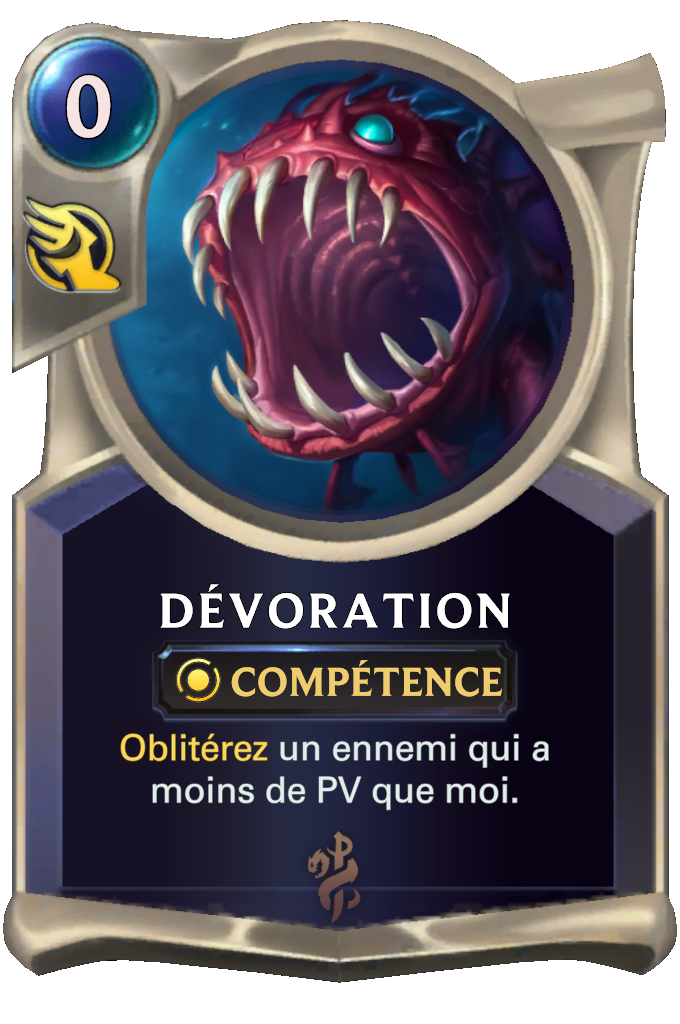 0
DÉVORATION
COMPÉTENCE
Oblitérez un ennemi qui a
moins de PV que moi.